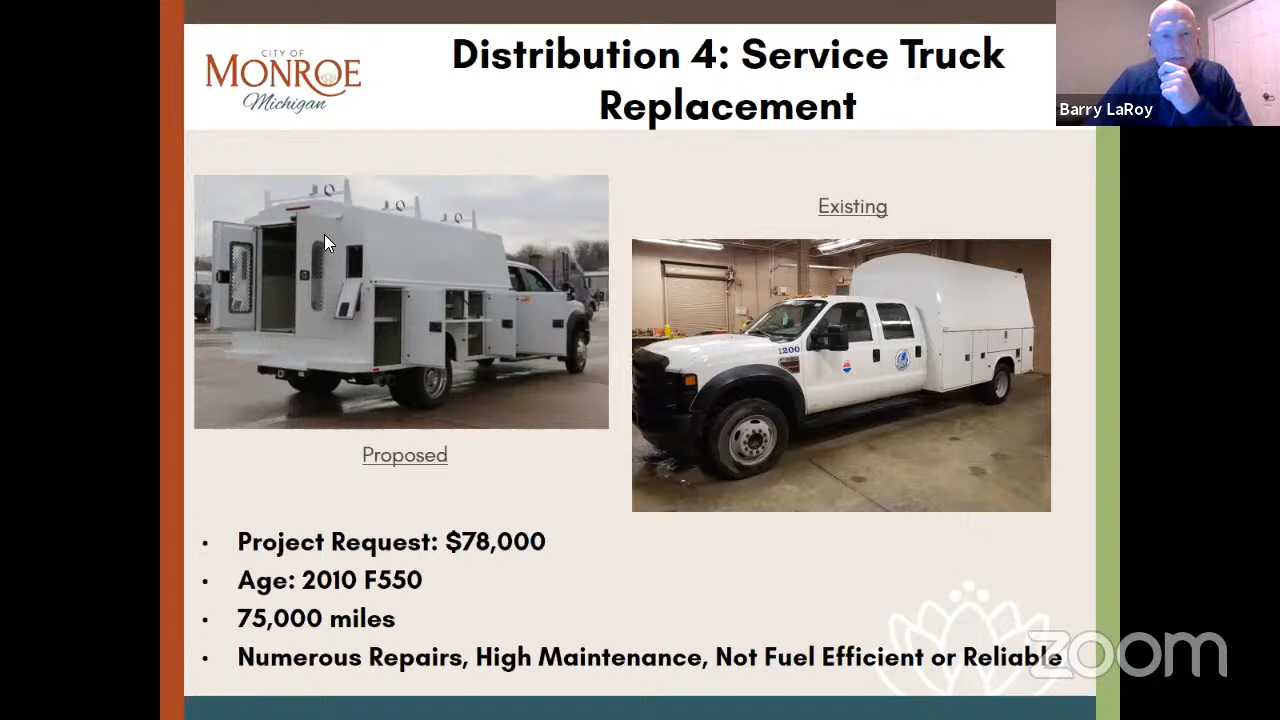 CITY OF
MONROE
Michigan
Distribution 4: Service Truck
Replacement
Barry LaRoy
Existing
1200
Proposed
• Project Request: $78,000
• Age: 2010 F550
• 75,000 miles
• Numerous Repairs, High Maintenance, Not Fuel Efficient or Reliable
zoom